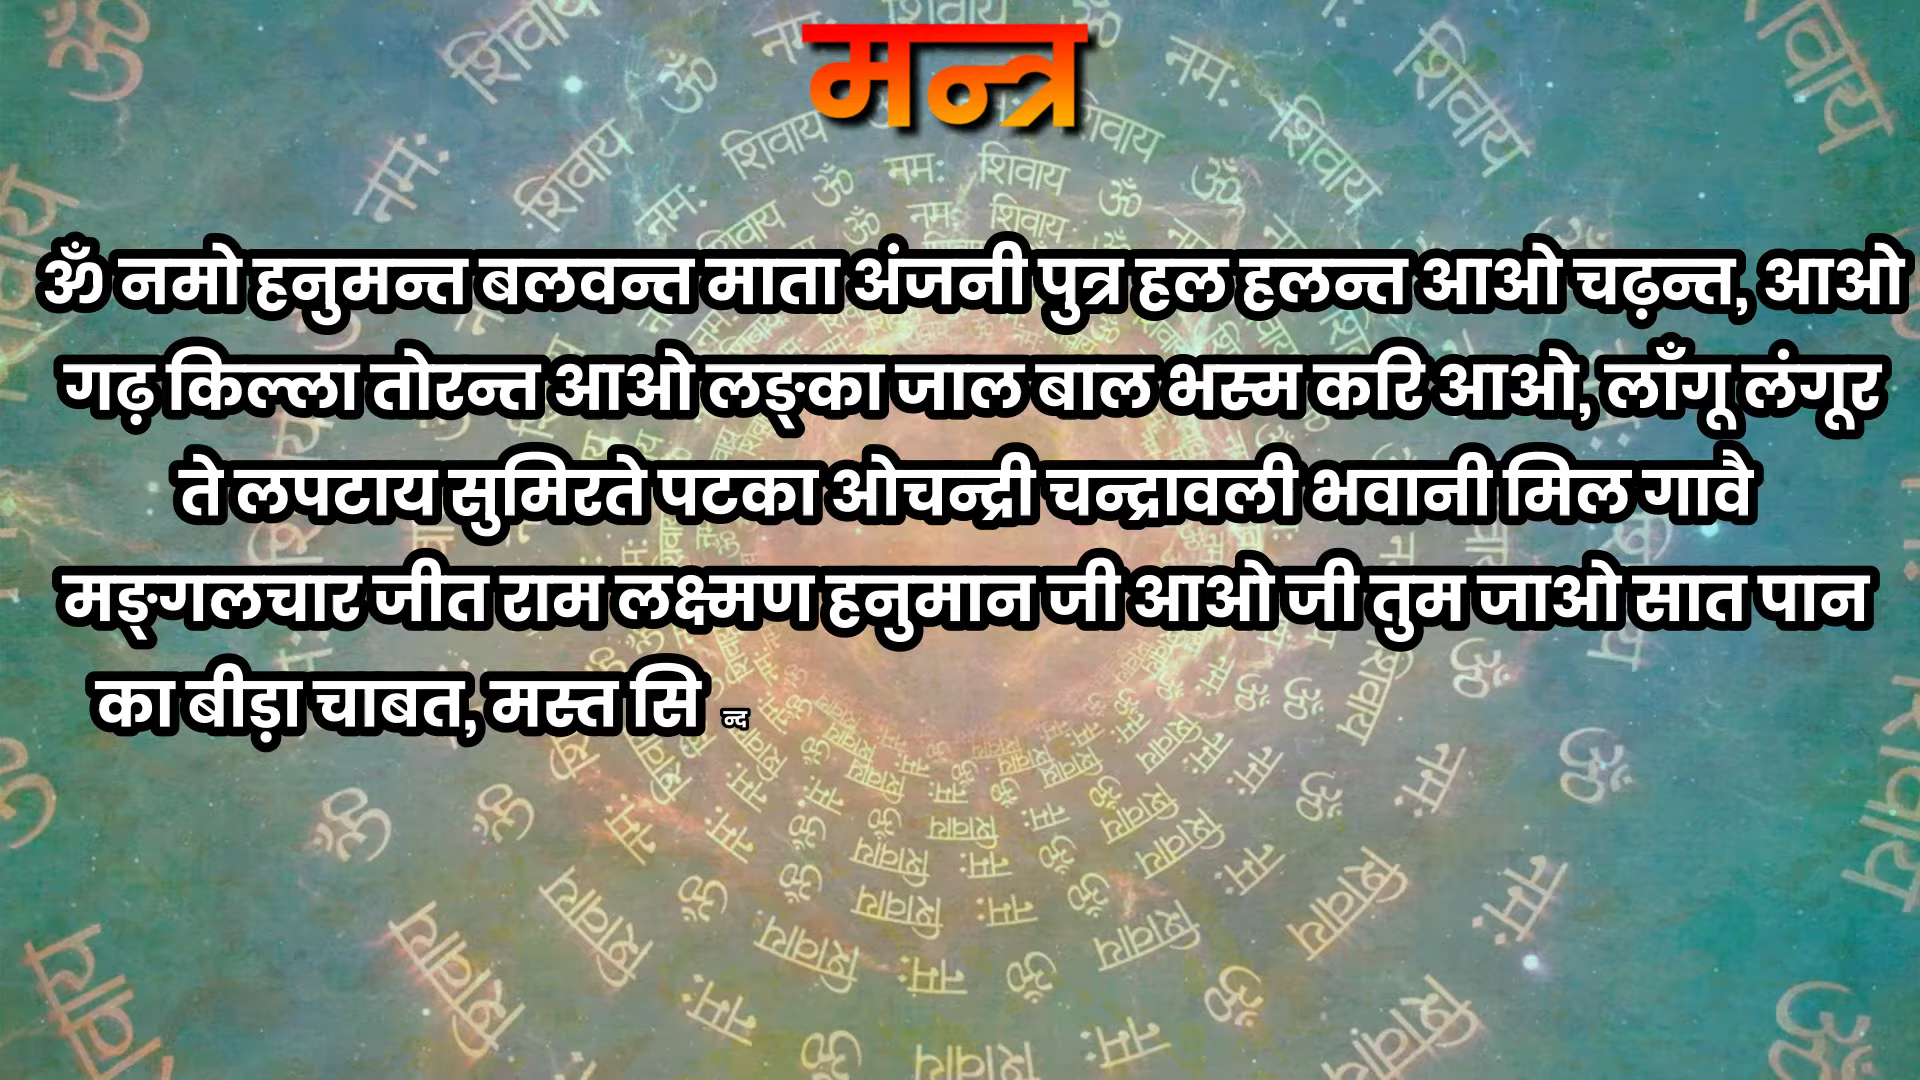 मन्त्र
ॐ नमो हनुमन्त बलवन्त माता अंजनी पुत्र हल हलन्त आओ चढ़न्त, आओ
गढ़ किल्ला तोरन्त आओ लङ्का जाल बाल भस्म करि आओ, लाँगू लंगूर
ते लपटाय सुमिरते पटका ओचन्द्री चन्द्रावली भवानी मिल गावै
मङ्गलचार जीत राम लक्ष्मण हनुमान जी आओ जी तुम जाओ सात पान
का बीड़ा चाबत, मस्त सि न्द